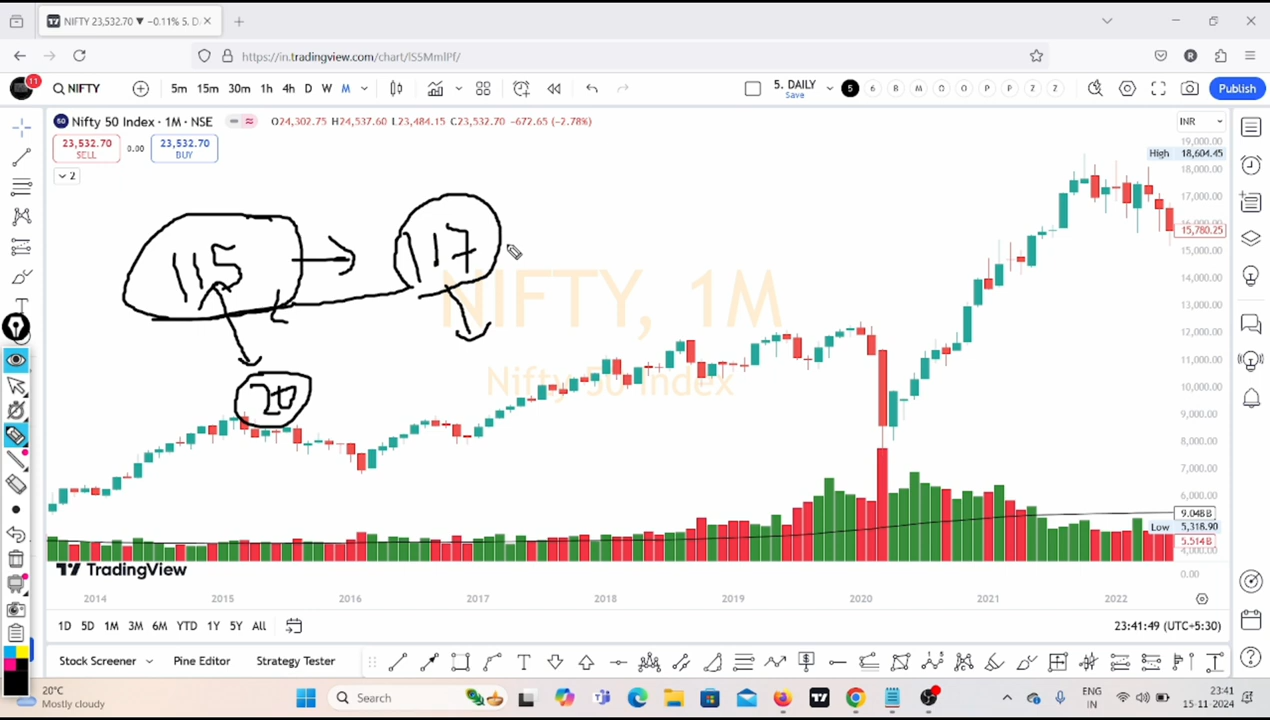 NIFTY 23,532.70 ▼ −0.11% 5. D
https://in.tradingview.com/chart/lS5MmlPf/
11 NIFTY 5m 15m 30m 1h 4h D W M 5. DAILY Save 5 6 R M O O P P Z Z Publish
50 Nifty 50 Index · 1M · NSE O24,302.75 H24,537.60 L23,484.15 C23,532.70 −672.65 (−2.78%) INR
23,532.70 SELL 0.00 23,532.70 BUY
2
115 → 117
20
NIFTY, 1M
Nifty 50 Index
19,000.00
High 18,604.45
18,000.00
17,000.00
16,000.00
15,780.25
15,000.00
14,000.00
13,000.00
12,000.00
11,000.00
10,000.00
9,000.00
8,000.00
7,000.00
6,000.00
9.048B
Low 5,318.90
5.514B
4,000.00
0.00
TradingView
2014 2015 2016 2017 2018 2019 2020 2021 2022
1D 5D 1M 3M 6M YTD 1Y 5Y All 23:41:49 (UTC+5:30)
Stock Screener Pine Editor Strategy Tester
20°C
Mostly cloudy
Search
ENG
IN
23:41
15-11-2024